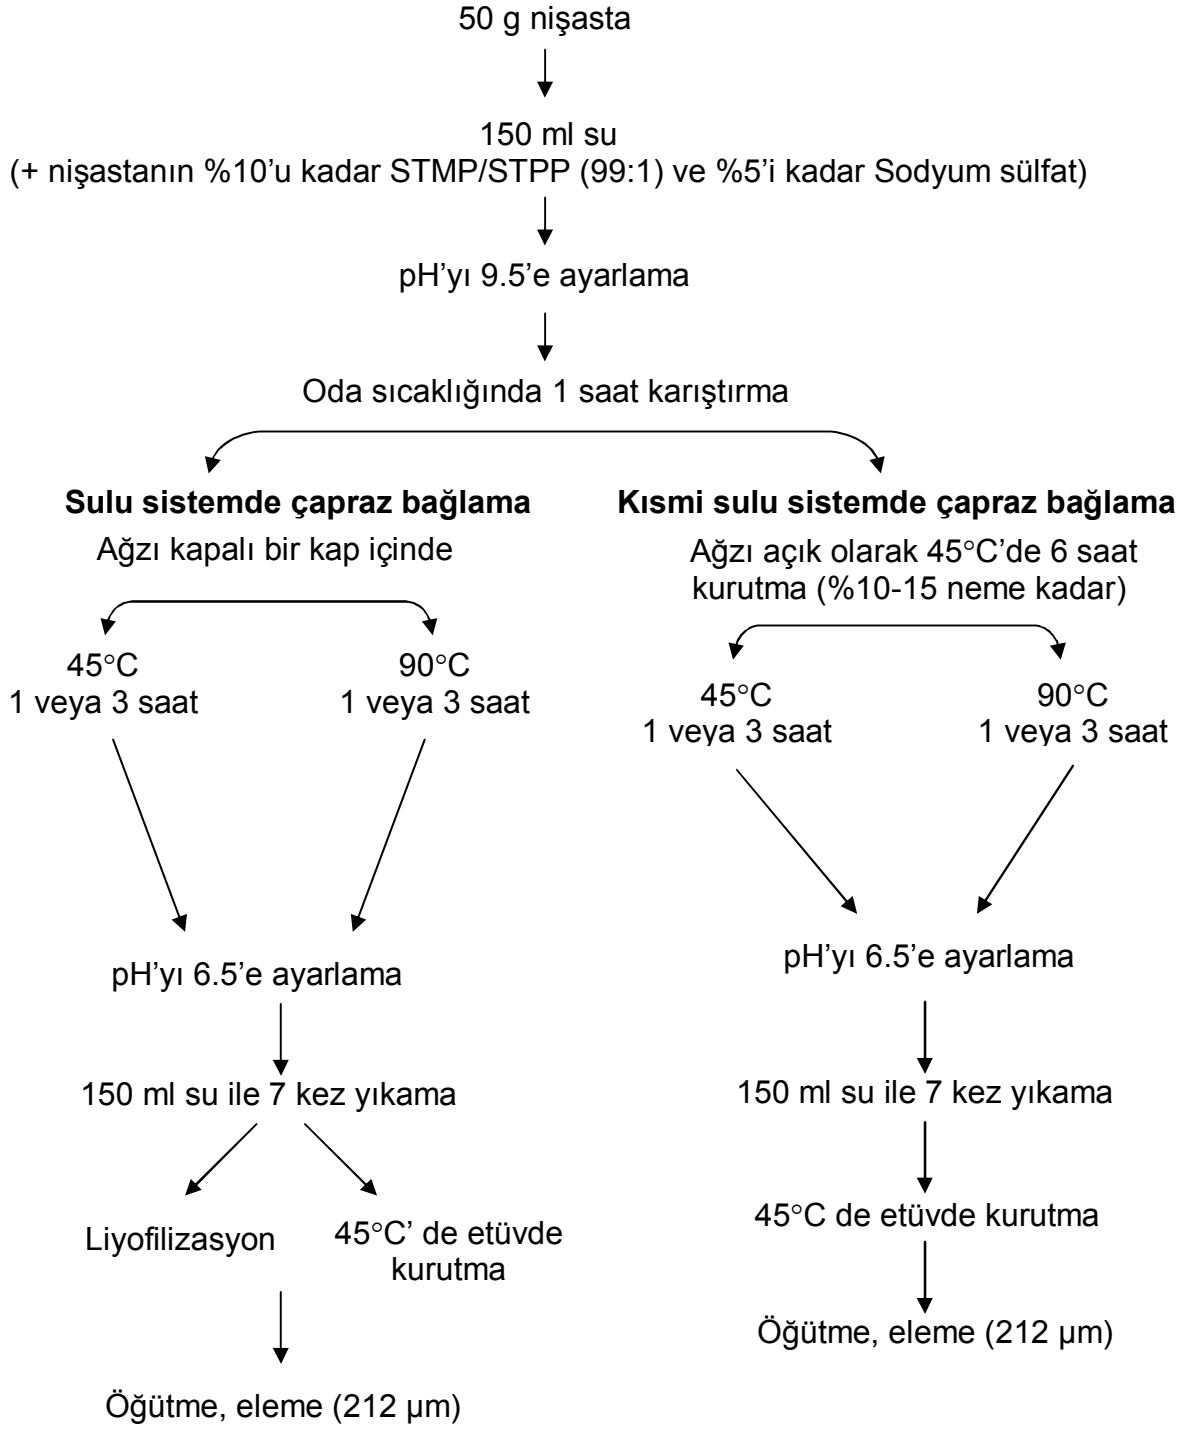 50 g nişasta
150 ml su
(+ nişastanın %10’u kadar STMP/STPP (99:1) ve %5’i kadar Sodyum sülfat)
pH’yı 9.5’e ayarlama
Oda sıcaklığında 1 saat karıştırma
Sulu sistemde çapraz bağlama
Ağzı kapalı bir kap içinde
45°C
1 veya 3 saat
90°C
1 veya 3 saat
pH’yı 6.5’e ayarlama
150 ml su ile 7 kez yıkama
Liyofilizasyon
45°C’ de etüvde
kurutma
Öğütme, eleme (212 µm)
Kısmi sulu sistemde çapraz bağlama
Ağzı açık olarak 45°C’de 6 saat
kurutma (%10-15 neme kadar)
45°C
1 veya 3 saat
90°C
1 veya 3 saat
pH’yı 6.5’e ayarlama
150 ml su ile 7 kez yıkama
45°C de etüvde kurutma
Öğütme, eleme (212 µm)